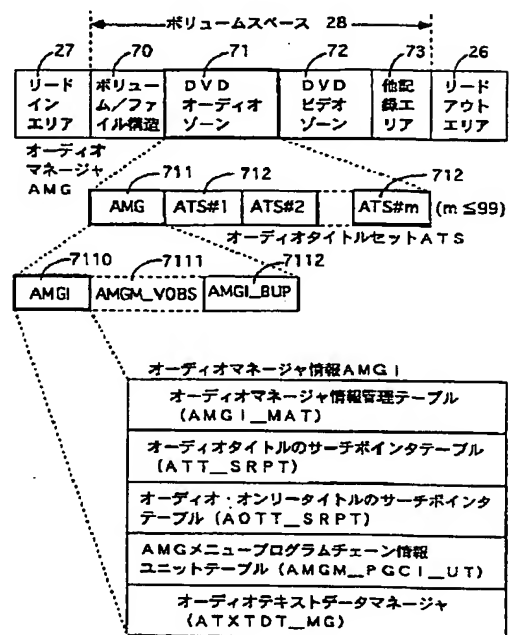 ボリュームスペース 28
27 70 71 72 73 26
リード
イン
エリア
ボリュー
ム/ファ
イル構造
DVD
オーディオ
ゾーン
DVD
ビデオ
ゾーン
他記
録エ
リア
リード
アウト
エリア
オーディオ
マネージャ
AMG
711 712 712
AMG ATS#1 ATS#2 ATS#m (m≦99)
オーディオタイトルセットATS
7110 7111 7112
AMGI AMGM_VOBS AMGI_BUP
オーディオマネージャ情報AMGI
オーディオマネージャ情報管理テーブル
(AMGI_MAT)
オーディオタイトルのサーチポインタテーブル
(ATT_SRPT)
オーディオ・オンリータイトルのサーチポインタ
テーブル(AOTT_SRPT)
AMGメニュープログラムチェーン情報
ユニットテーブル(AMGM_PGCI_UT)
オーディオテキストデータマネージャ
(ATXTDT_MG)